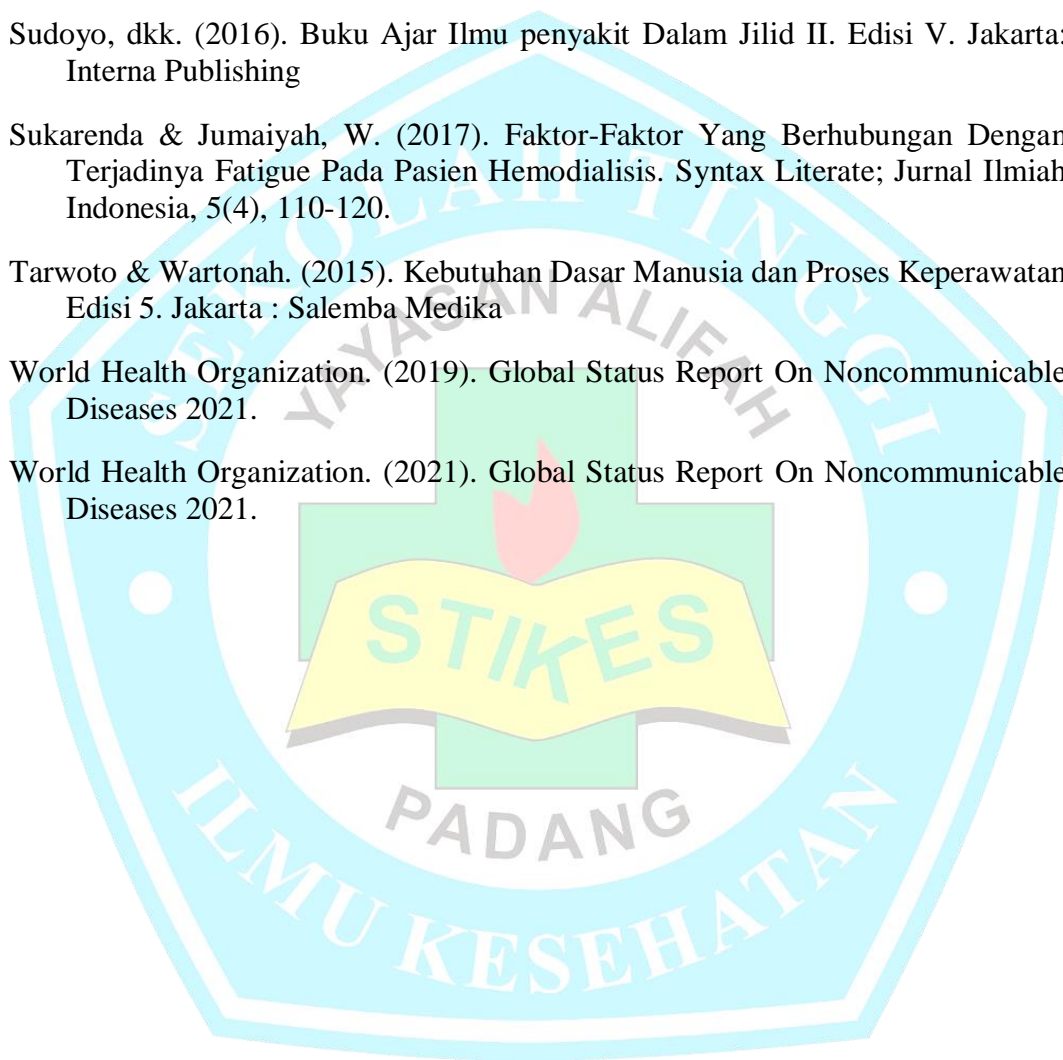 Sudoyo, dkk. (2016). Buku Ajar Ilmu penyakit Dalam Jilid II. Edisi V. Jakarta:
Interna Publishing
Sukarenda & Jumaiyah, W. (2017). Faktor-Faktor Yang Berhubungan Dengan
Terjadinya Fatigue Pada Pasien Hemodialisis. Syntax Literate; Jurnal Ilmiah
Indonesia, 5(4), 110-120.
Tarwoto & Wartonah. (2015). Kebutuhan Dasar Manusia dan Proses Keperawatan
Edisi 5. Jakarta : Salemba Medika
World Health Organization. (2019). Global Status Report On Noncommunicable
Diseases 2021.
World Health Organization. (2021). Global Status Report On Noncommunicable
Diseases 2021.
SEKOLAH TINGGI
YAYASAN ALIFAH
STIKES
PADANG
ILMU KESEHATAN